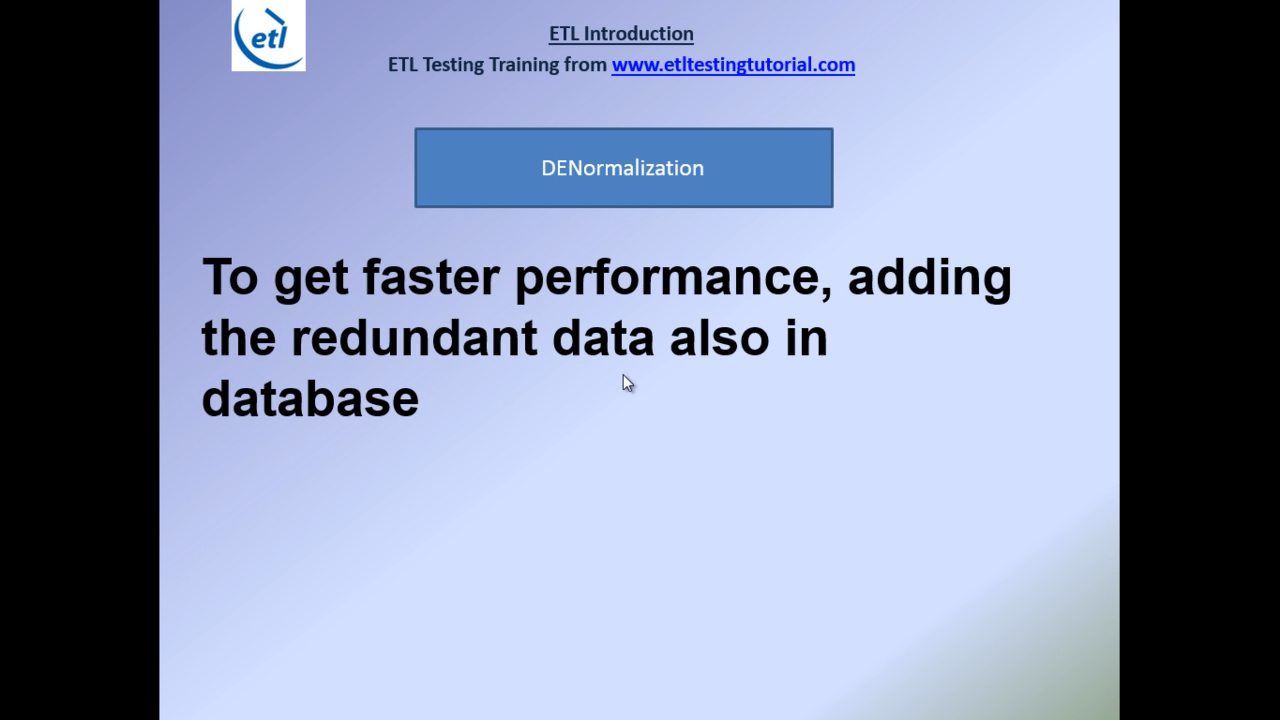 etl
ETL Introduction
ETL Testing Training from www.etltestingtutorial.com
DENormalization
To get faster performance, adding
the redundant data also in
database